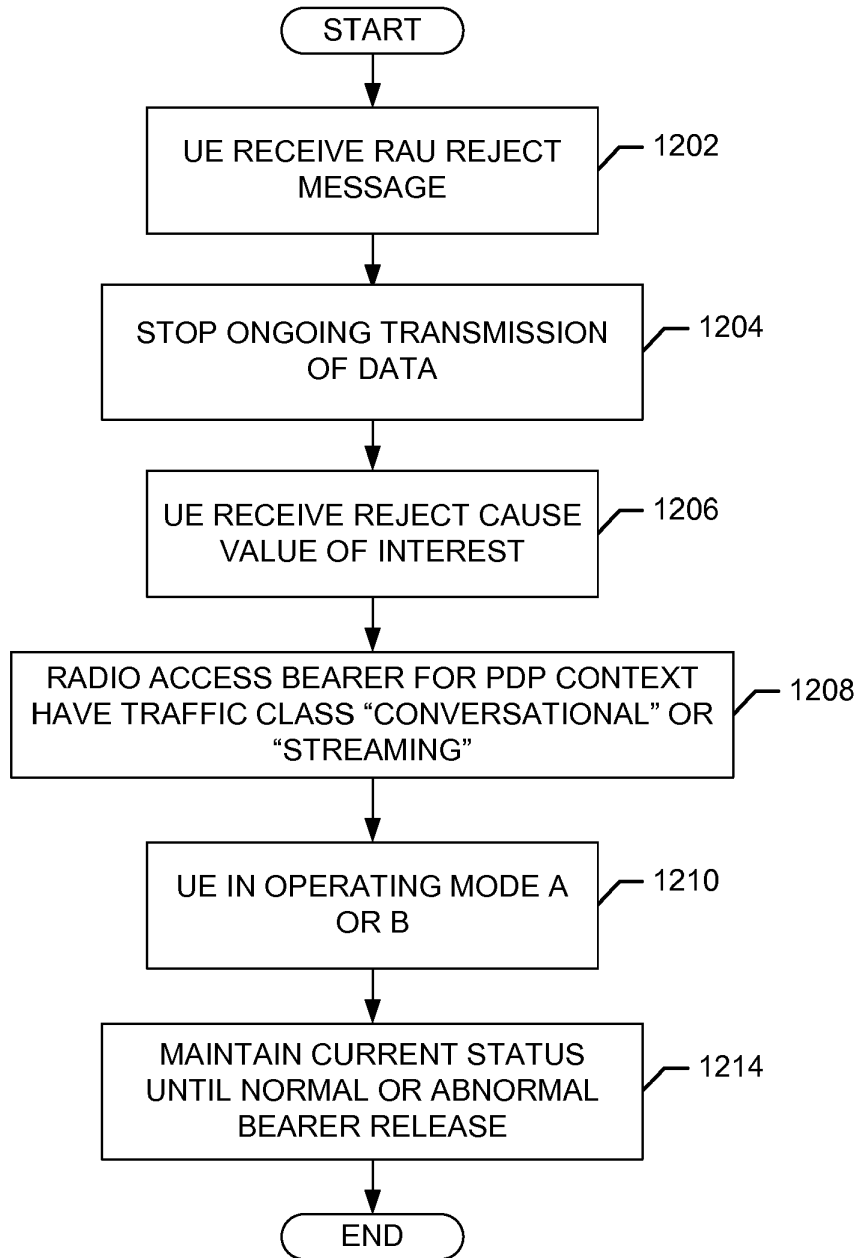 START
UE RECEIVE RAU REJECT
MESSAGE
1202
STOP ONGOING TRANSMISSION
OF DATA
1204
UE RECEIVE REJECT CAUSE
VALUE OF INTEREST
1206
RADIO ACCESS BEARER FOR PDP CONTEXT
HAVE TRAFFIC CLASS “CONVERSATIONAL” OR
“STREAMING”
1208
UE IN OPERATING MODE A
OR B
1210
MAINTAIN CURRENT STATUS
UNTIL NORMAL OR ABNORMAL
BEARER RELEASE
1214
END